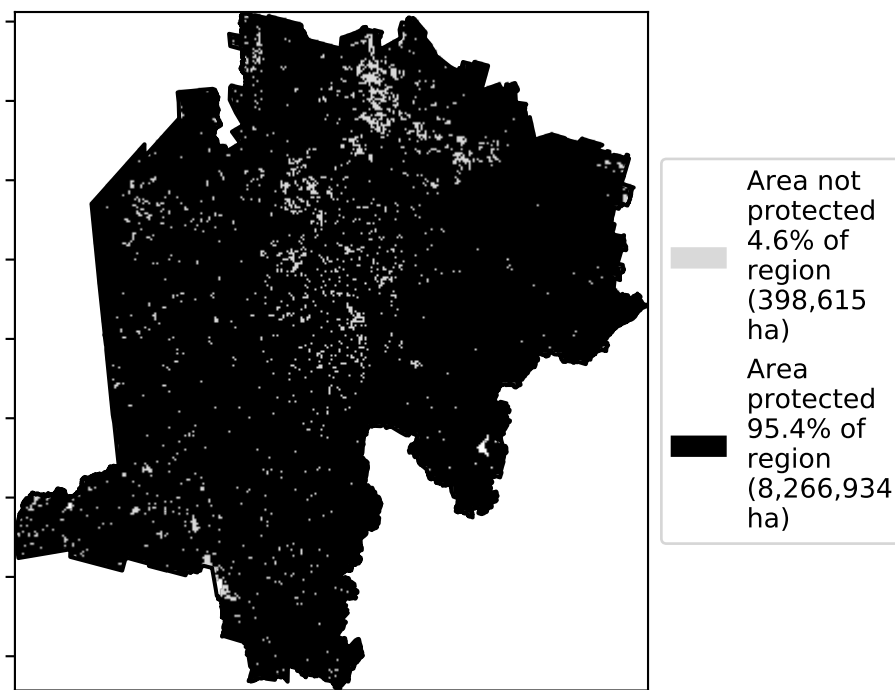 Area not
protected
4.6% of
region
(398,615
ha)
Area
protected
95.4% of
region
(8,266,934
ha)